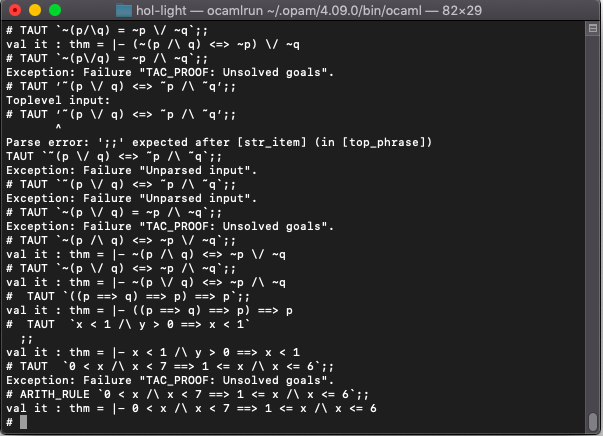 hol-light — ocamlrun ~/.opam/4.09.0/bin/ocaml — 82×29
# TAUT `~(p/\q) = ~p \/ ~q`;;
val it : thm = |- (~(p /\ q) <=> ~p) \/ ~q
# TAUT `~(p\/q) = ~p /\ ~q`;;
Exception: Failure "TAC_PROOF: Unsolved goals".
# TAUT ‘˜(p \/ q) <=> ˜p /\ ˜q‘;;
Toplevel input:
# TAUT ‘˜(p \/ q) <=> ˜p /\ ˜q‘;;
^
Parse error: ';;' expected after [str_item] (in [top_phrase])
TAUT `˜(p \/ q) <=> ˜p /\ ˜q`;;
Exception: Failure "Unparsed input".
# TAUT `˜(p \/ q) <=> ˜p /\ ˜q`;;
Exception: Failure "Unparsed input".
# TAUT `~(p \/ q) = ~p /\ ~q`;;
Exception: Failure "TAC_PROOF: Unsolved goals".
# TAUT `~(p /\ q) <=> ~p \/ ~q`;;
val it : thm = |- ~(p /\ q) <=> ~p \/ ~q
# TAUT `~(p \/ q) <=> ~p /\ ~q`;;
val it : thm = |- ~(p \/ q) <=> ~p /\ ~q
#  TAUT `((p ==> q) ==> p) ==> p`;;
val it : thm = |- ((p ==> q) ==> p) ==> p
#  TAUT  `x < 1 /\ y > 0 ==> x < 1`
;;
val it : thm = |- x < 1 /\ y > 0 ==> x < 1
# TAUT  `0 < x /\ x < 7 ==> 1 <= x /\ x <= 6`;;
Exception: Failure "TAC_PROOF: Unsolved goals".
# ARITH_RULE `0 < x /\ x < 7 ==> 1 <= x /\ x <= 6`;;
val it : thm = |- 0 < x /\ x < 7 ==> 1 <= x /\ x <= 6
#